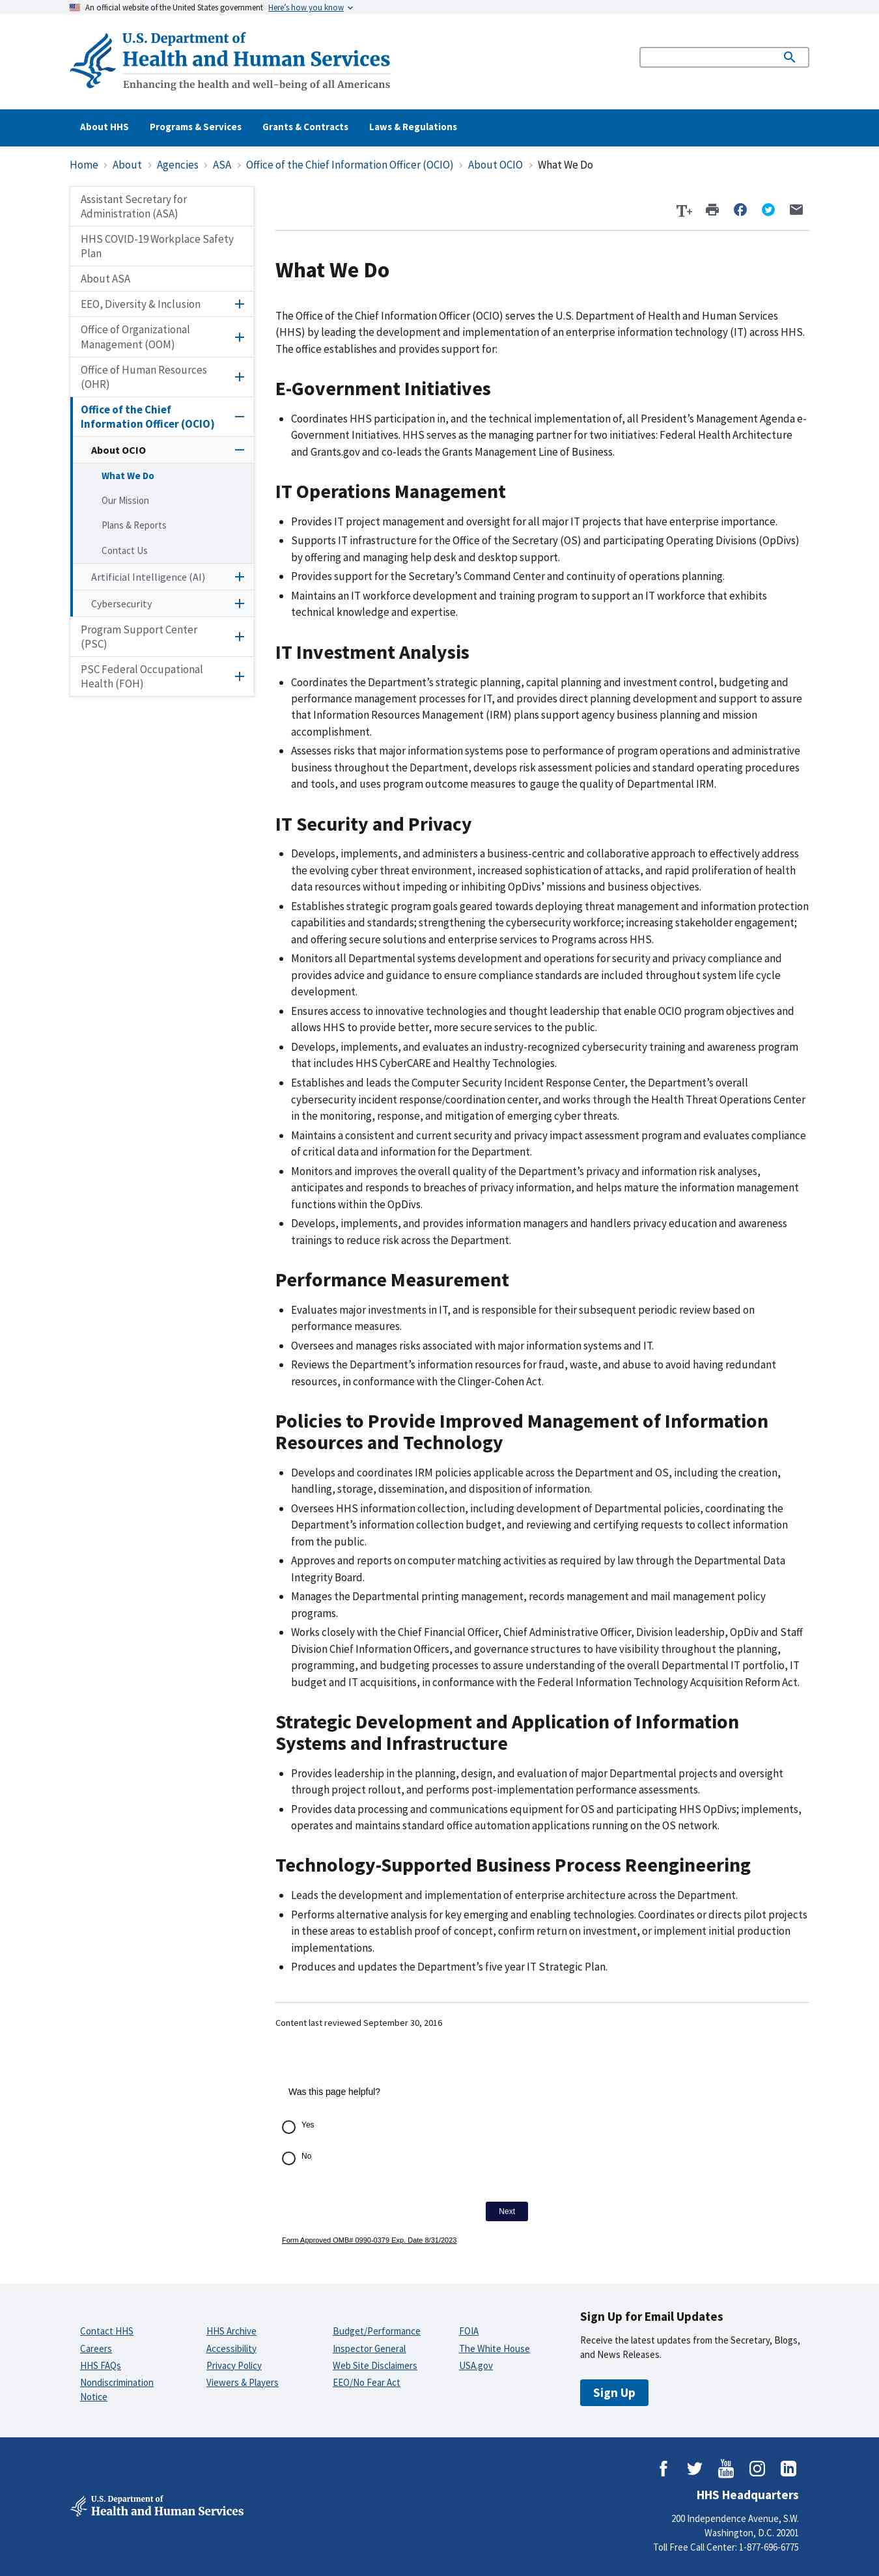 An official website of the United States government Here's how you know
U.S. Department of
Health and Human Services
Enhancing the health and well-being of all Americans
About HHS Programs & Services Grants & Contracts Laws & Regulations
Home › About › Agencies › ASA › Office of the Chief Information Officer (OCIO) › About OCIO › What We Do
Assistant Secretary for
Administration (ASA)
HHS COVID-19 Workplace Safety
Plan
About ASA
EEO, Diversity & Inclusion
Office of Organizational
Management (OOM)
Office of Human Resources
(OHR)
Office of the Chief
Information Officer (OCIO)
About OCIO
What We Do
Our Mission
Plans & Reports
Contact Us
Artificial Intelligence (AI)
Cybersecurity
Program Support Center
(PSC)
PSC Federal Occupational
Health (FOH)
T+
What We Do
The Office of the Chief Information Officer (OCIO) serves the U.S. Department of Health and Human Services
(HHS) by leading the development and implementation of an enterprise information technology (IT) across HHS.
The office establishes and provides support for:
E-Government Initiatives
• Coordinates HHS participation in, and the technical implementation of, all President's Management Agenda e-
Government Initiatives. HHS serves as the managing partner for two initiatives: Federal Health Architecture
and Grants.gov and co-leads the Grants Management Line of Business.
IT Operations Management
• Provides IT project management and oversight for all major IT projects that have enterprise importance.
• Supports IT infrastructure for the Office of the Secretary (OS) and participating Operating Divisions (OpDivs)
by offering and managing help desk and desktop support.
• Provides support for the Secretary's Command Center and continuity of operations planning.
• Maintains an IT workforce development and training program to support an IT workforce that exhibits
technical knowledge and expertise.
IT Investment Analysis
• Coordinates the Department's strategic planning, capital planning and investment control, budgeting and
performance management processes for IT, and provides direct planning development and support to assure
that Information Resources Management (IRM) plans support agency business planning and mission
accomplishment.
• Assesses risks that major information systems pose to performance of program operations and administrative
business throughout the Department, develops risk assessment policies and standard operating procedures
and tools, and uses program outcome measures to gauge the quality of Departmental IRM.
IT Security and Privacy
• Develops, implements, and administers a business-centric and collaborative approach to effectively address
the evolving cyber threat environment, increased sophistication of attacks, and rapid proliferation of health
data resources without impeding or inhibiting OpDivs' missions and business objectives.
• Establishes strategic program goals geared towards deploying threat management and information protection
capabilities and standards; strengthening the cybersecurity workforce; increasing stakeholder engagement;
and offering secure solutions and enterprise services to Programs across HHS.
• Monitors all Departmental systems development and operations for security and privacy compliance and
provides advice and guidance to ensure compliance standards are included throughout system life cycle
development.
• Ensures access to innovative technologies and thought leadership that enable OCIO program objectives and
allows HHS to provide better, more secure services to the public.
• Develops, implements, and evaluates an industry-recognized cybersecurity training and awareness program
that includes HHS CyberCARE and Healthy Technologies.
• Establishes and leads the Computer Security Incident Response Center, the Department's overall
cybersecurity incident response/coordination center, and works through the Health Threat Operations Center
in the monitoring, response, and mitigation of emerging cyber threats.
• Maintains a consistent and current security and privacy impact assessment program and evaluates compliance
of critical data and information for the Department.
• Monitors and improves the overall quality of the Department's privacy and information risk analyses,
anticipates and responds to breaches of privacy information, and helps mature the information management
functions within the OpDivs.
• Develops, implements, and provides information managers and handlers privacy education and awareness
trainings to reduce risk across the Department.
Performance Measurement
• Evaluates major investments in IT, and is responsible for their subsequent periodic review based on
performance measures.
• Oversees and manages risks associated with major information systems and IT.
• Reviews the Department's information resources for fraud, waste, and abuse to avoid having redundant
resources, in conformance with the Clinger-Cohen Act.
Policies to Provide Improved Management of Information
Resources and Technology
• Develops and coordinates IRM policies applicable across the Department and OS, including the creation,
handling, storage, dissemination, and disposition of information.
• Oversees HHS information collection, including development of Departmental policies, coordinating the
Department's information collection budget, and reviewing and certifying requests to collect information
from the public.
• Approves and reports on computer matching activities as required by law through the Departmental Data
Integrity Board.
• Manages the Departmental printing management, records management and mail management policy
programs.
• Works closely with the Chief Financial Officer, Chief Administrative Officer, Division leadership, OpDiv and Staff
Division Chief Information Officers, and governance structures to have visibility throughout the planning,
programming, and budgeting processes to assure understanding of the overall Departmental IT portfolio, IT
budget and IT acquisitions, in conformance with the Federal Information Technology Acquisition Reform Act.
Strategic Development and Application of Information
Systems and Infrastructure
• Provides leadership in the planning, design, and evaluation of major Departmental projects and oversight
through project rollout, and performs post-implementation performance assessments.
• Provides data processing and communications equipment for OS and participating HHS OpDivs; implements,
operates and maintains standard office automation applications running on the OS network.
Technology-Supported Business Process Reengineering
• Leads the development and implementation of enterprise architecture across the Department.
• Performs alternative analysis for key emerging and enabling technologies. Coordinates or directs pilot projects
in these areas to establish proof of concept, confirm return on investment, or implement initial production
implementations.
• Produces and updates the Department's five year IT Strategic Plan.
Content last reviewed September 30, 2016
Was this page helpful?
Yes
No
Next
Form Approved OMB# 0990-0379 Exp. Date 8/31/2023
Contact HHS
Careers
HHS FAQs
Nondiscrimination
Notice
HHS Archive
Accessibility
Privacy Policy
Viewers & Players
Budget/Performance
Inspector General
Web Site Disclaimers
EEO/No Fear Act
FOIA
The White House
USA.gov
Sign Up for Email Updates
Receive the latest updates from the Secretary, Blogs,
and News Releases.
Sign Up
You
Tube
in
U.S. Department of
Health and Human Services
HHS Headquarters
200 Independence Avenue, S.W.
Washington, D.C. 20201
Toll Free Call Center: 1-877-696-6775